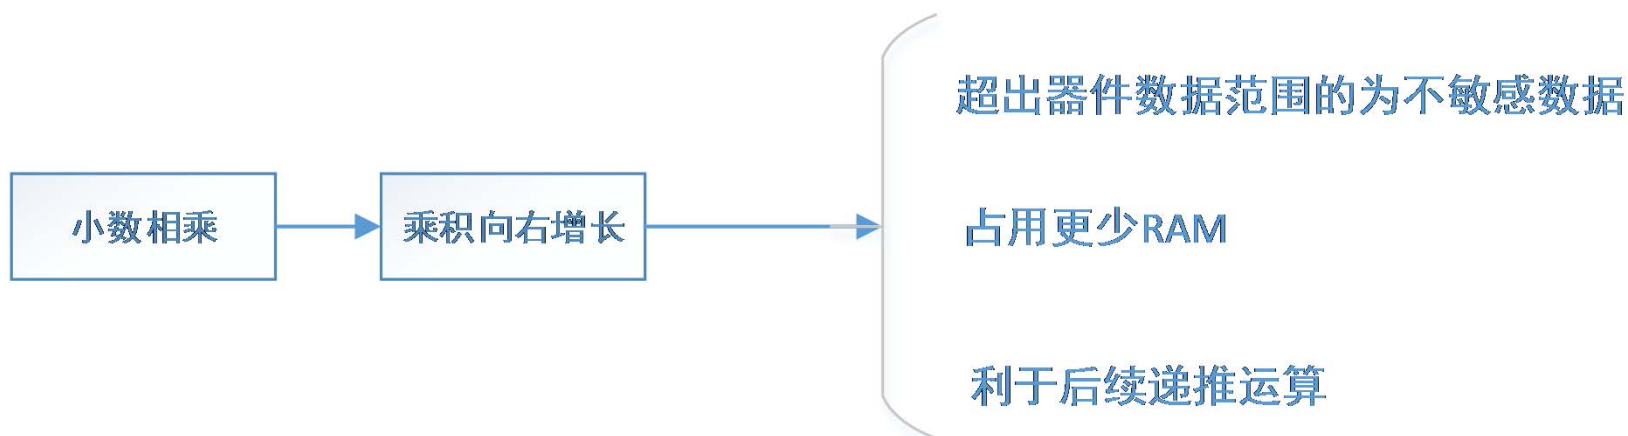 小数相乘
乘积向右增长
超出器件数据范围的为不敏感数据
占用更少RAM
利于后续递推运算